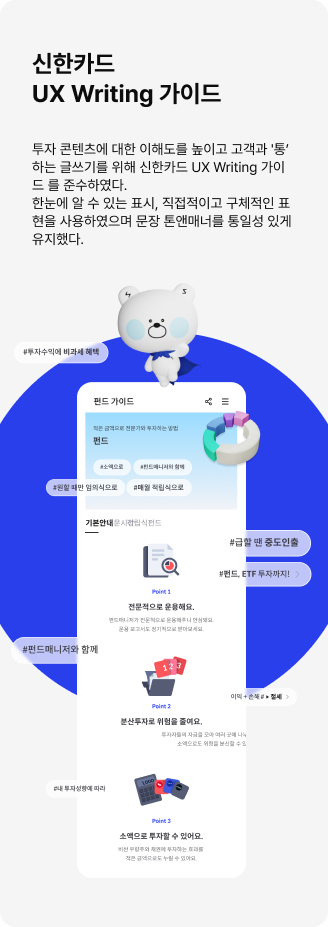 신한카드
UX Writing 가이드
투자 콘텐츠에 대한 이해도를 높이고 고객과 '통'
하는 글쓰기를 위해 신한카드 UX Writing 가이
드 를 준수하였다.
한눈에 알 수 있는 표시, 직접적이고 구체적인 표
현을 사용하였으며 문장 톤앤매너를 통일성 있게
유지했다.
#투자수익에 비과세 혜택
펀드 가이드
적은 금액으로 전문가와 투자하는 방법
펀드
#소액으로 #펀드매니저와 함께
#원할 때만 임의식으로 #매월 적립식으로
기본안내 문시 적립식펀드
#급할 땐 중도인출
#펀드, ETF 투자까지!
Point 1
전문적으로 운용해요.
펀드매니저가 전문적으로 운용해주니 안심돼요.
운용 보고서도 정기적으로 받아보세요.
#펀드매니저와 함께
Point 2
분산투자로 위험을 줄여요.
이익 + 손해 # ▸ 절세
투자자들의 자금을 모아 여러 곳에 나누
소액으로도 위험을 분산할 수 있
#내 투자성향에 따라
Point 3
소액으로 투자할 수 있어요.
비싼 우량주와 채권에 투자하는 효과를
적은 금액으로도 누릴 수 있어요.